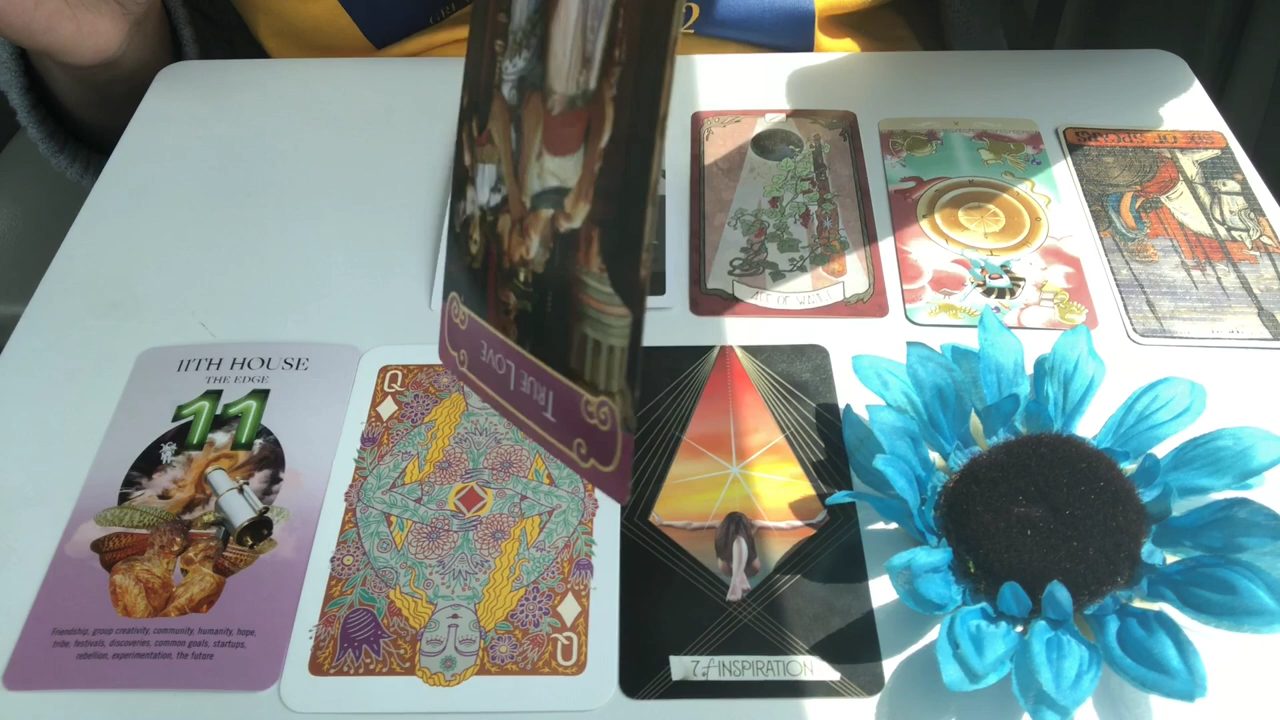 2
ACE OF WANDS
X
TRUE LOVE
11TH HOUSE
THE EDGE
11
Friendship, group creativity, community, humanity, hope,
tribe, festivals, discoveries, common goals, startups,
rebellion, experimentation, the future
Q
Q
7 of INSPIRATION